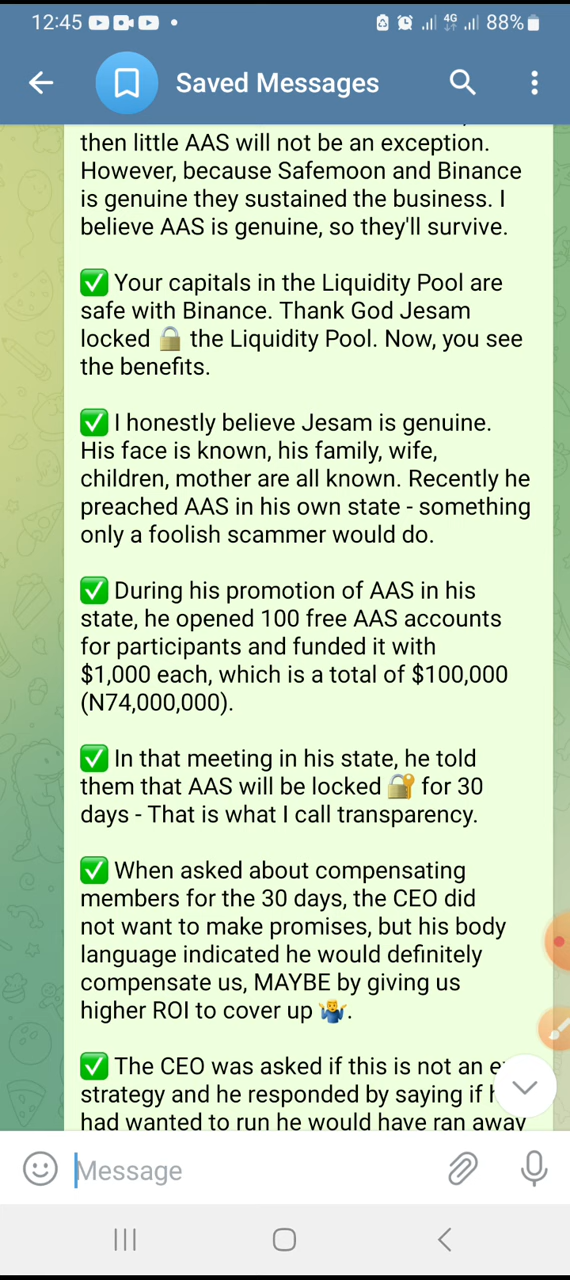 12:45 4G 88%
Saved Messages
then little AAS will not be an exception.
However, because Safemoon and Binance
is genuine they sustained the business. I
believe AAS is genuine, so they'll survive.
✅ Your capitals in the Liquidity Pool are
safe with Binance. Thank God Jesam
locked 🔒 the Liquidity Pool. Now, you see
the benefits.
✅ I honestly believe Jesam is genuine.
His face is known, his family, wife,
children, mother are all known. Recently he
preached AAS in his own state - something
only a foolish scammer would do.
✅ During his promotion of AAS in his
state, he opened 100 free AAS accounts
for participants and funded it with
$1,000 each, which is a total of $100,000
(N74,000,000).
✅ In that meeting in his state, he told
them that AAS will be locked 🔐 for 30
days - That is what I call transparency.
✅ When asked about compensating
members for the 30 days, the CEO did
not want to make promises, but his body
language indicated he would definitely
compensate us, MAYBE by giving us
higher ROI to cover up 🤷‍♂️.
✅ The CEO was asked if this is not an
strategy and he responded by saying if
had wanted to run he would have ran away
Message